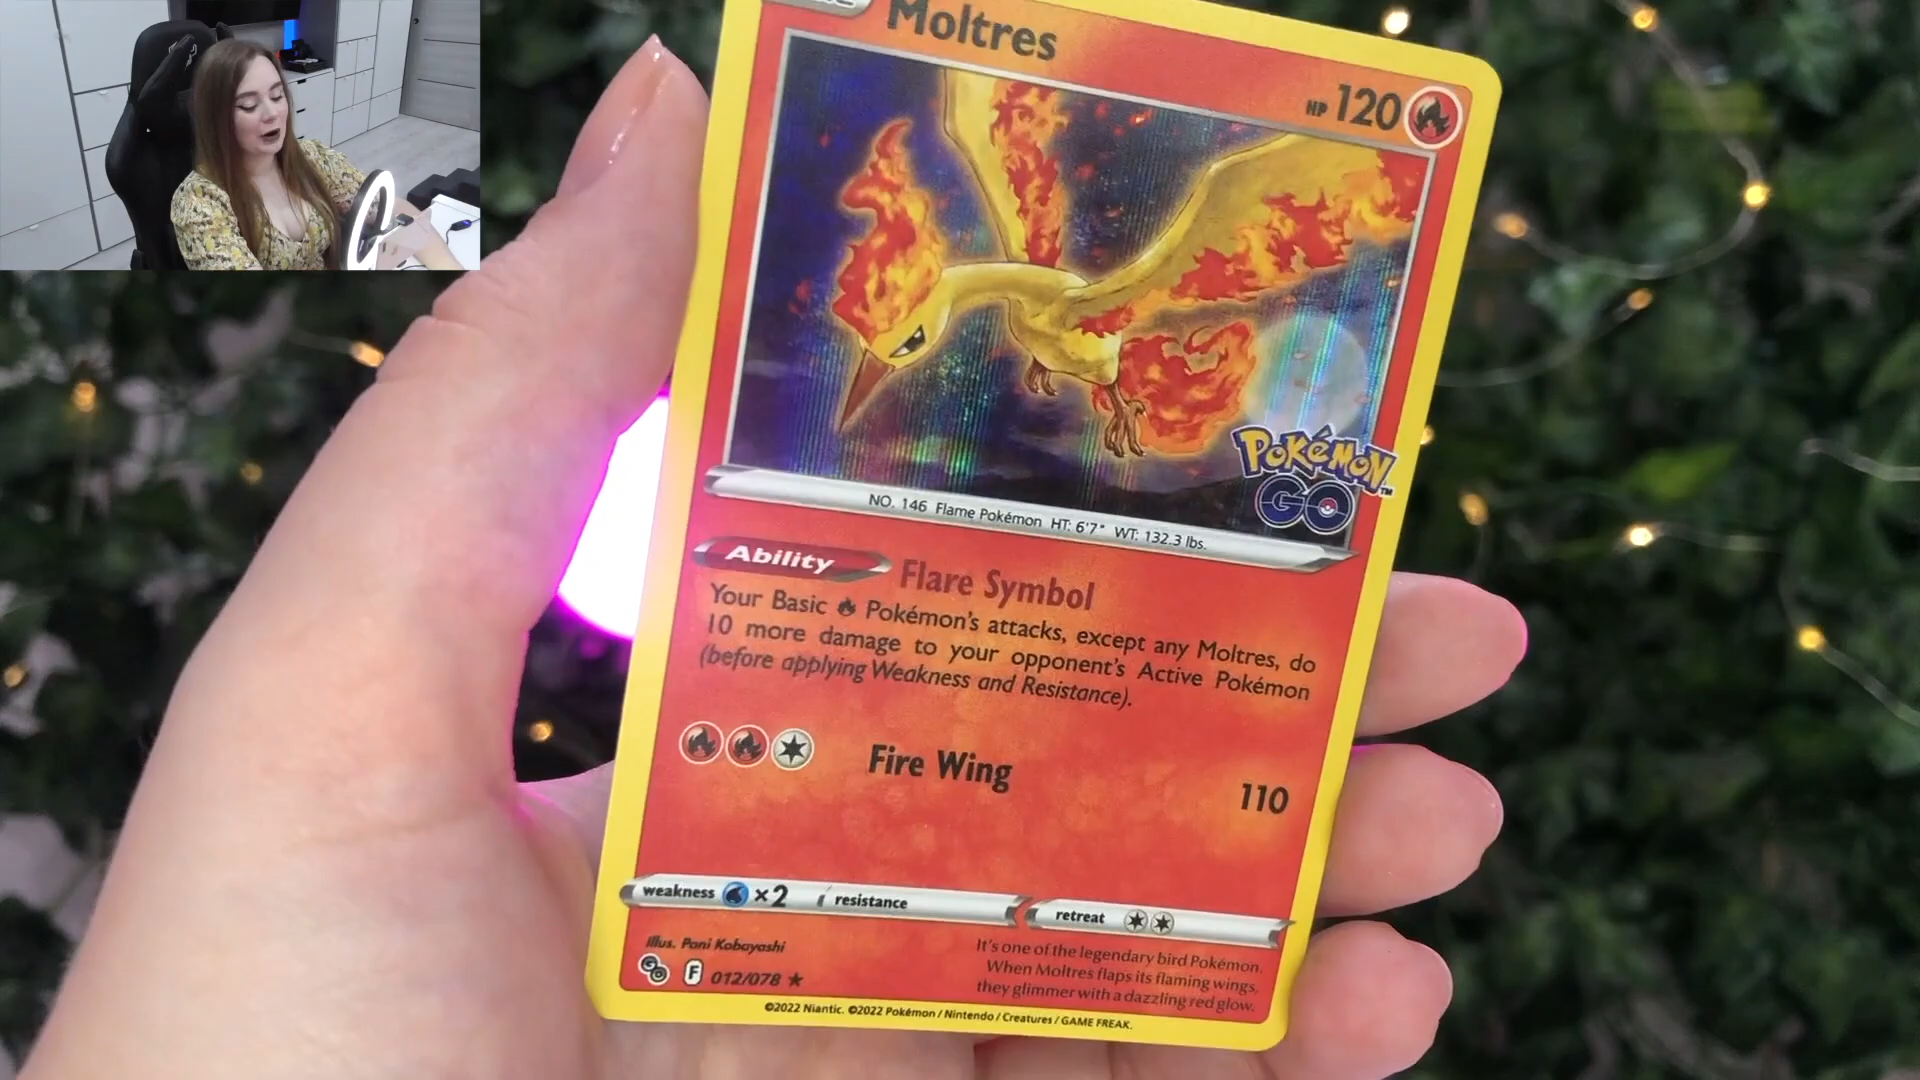 Moltres
HP 120
POKéMON
GO
NO. 146 Flame Pokémon HT: 6'7" WT: 132.3 lbs.
Ability Flare Symbol
Your Basic Pokémon's attacks, except any Moltres, do
10 more damage to your opponent's Active Pokémon
(before applying Weakness and Resistance).
Fire Wing 110
weakness ×2 resistance retreat
Illus. Pani Kobayashi
GO F 012/078 ★
It's one of the legendary bird Pokémon.
When Moltres flaps its flaming wings,
they glimmer with a dazzling red glow.
©2022 Niantic. ©2022 Pokémon / Nintendo / Creatures / GAME FREAK.